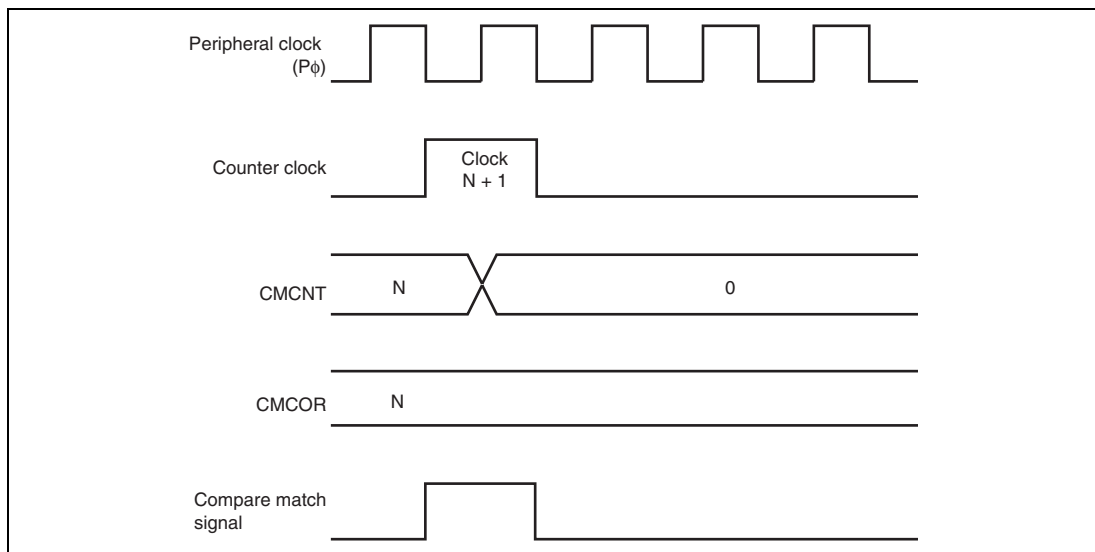 Peripheral clock
(Pϕ)
Counter clock
Clock
N + 1
CMCNT
N
0
CMCOR
N
Compare match
signal